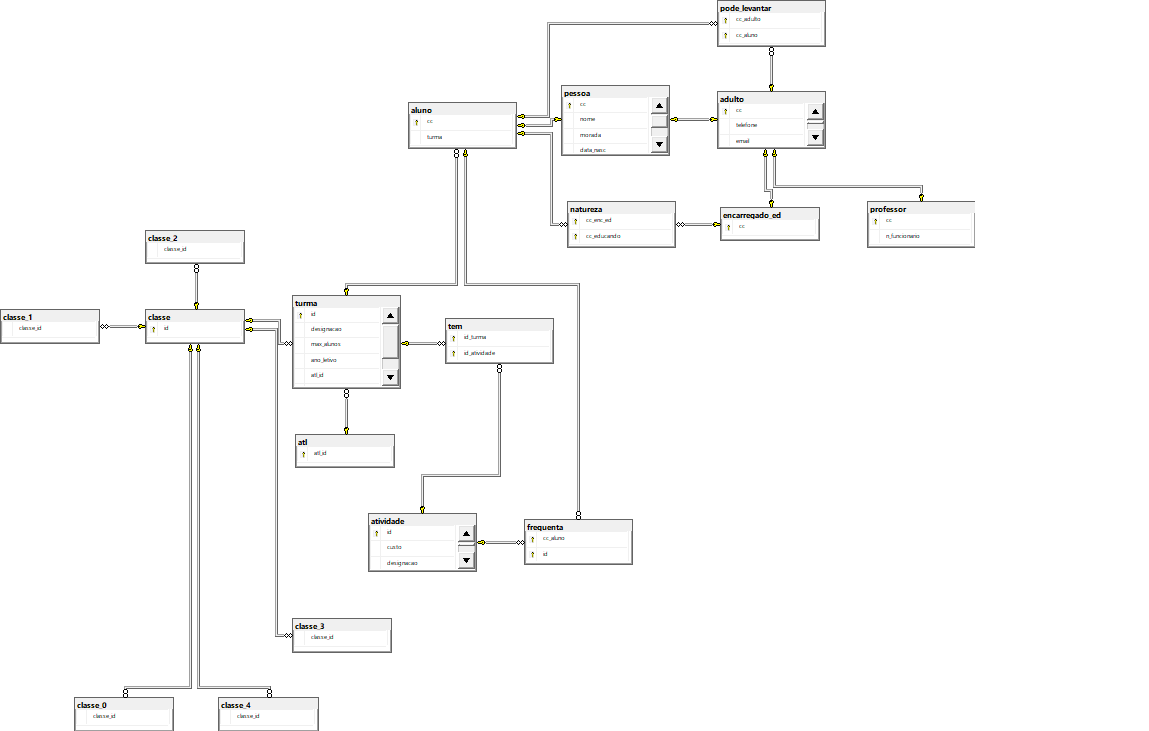 pode_levantar
cc_adulto
cc_aluno
pessoa
cc
nome
morada
data_nasc
adulto
cc
telefone
email
aluno
cc
turma
natureza
cc_enc_ed
cc_educando
encarregado_ed
cc
professor
cc
n_funcionario
classe_2
classe_id
classe_1
classe_id
classe
id
turma
id
designacao
max_alunos
ano_letivo
atl_id
tem
id_turma
id_atividade
atl
atl_id
atividade
id
custo
designacao
frequenta
cc_aluno
id
classe_3
classe_id
classe_0
classe_id
classe_4
classe_id